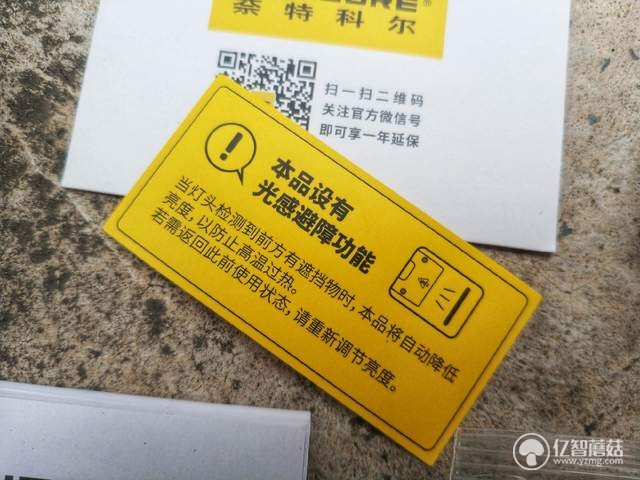 奈特科尔
扫一扫二维码
关注官方微信号
即可享一年延保
本品设有
光感避障功能
当灯头检测到前方有遮挡物时，本品将自动降低
亮度，以防止高温过热。
若需返回此前使用状态，请重新调节亮度。
亿智蘑菇
www.yzmg.com